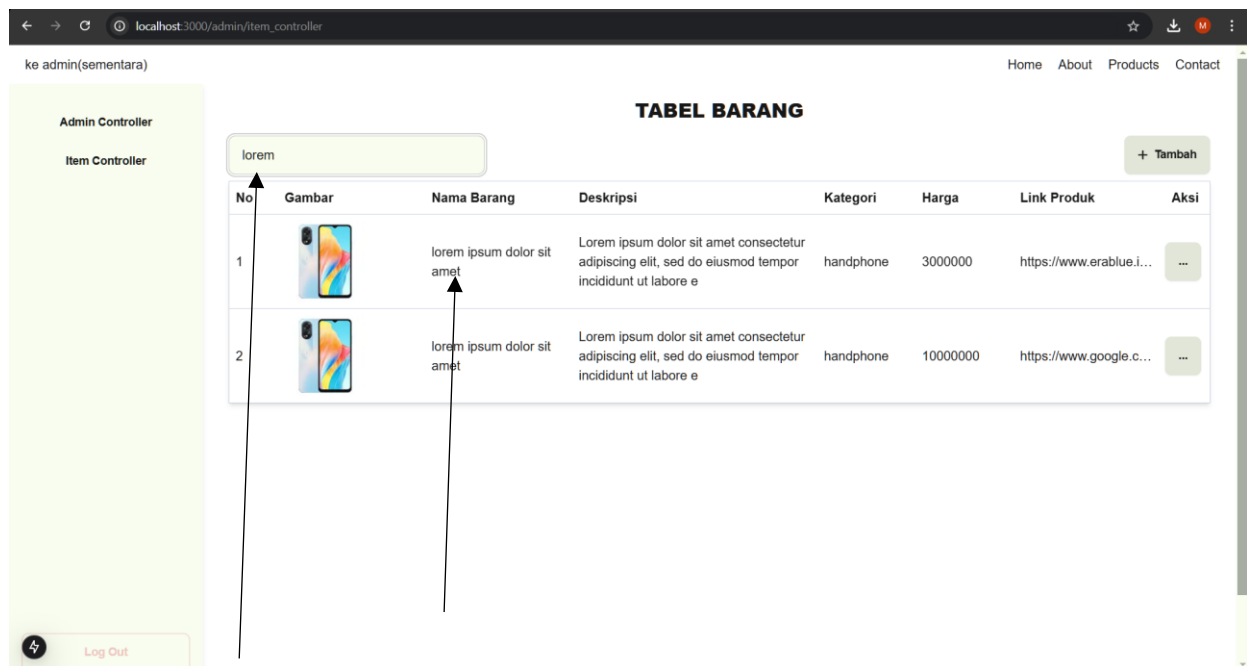 localhost:3000/admin/item_controller
M
ke admin(sementara)
Home About Products Contact
Admin Controller
Item Controller
TABEL BARANG
lorem
+ Tambah
No Gambar Nama Barang Deskripsi Kategori Harga Link Produk Aksi
1
lorem ipsum dolor sit
amet
Lorem ipsum dolor sit amet consectetur
adipiscing elit, sed do eiusmod tempor
incididunt ut labore e
handphone
3000000
https://www.erablue.i...
...
2
lorem ipsum dolor sit
amet
Lorem ipsum dolor sit amet consectetur
adipiscing elit, sed do eiusmod tempor
incididunt ut labore e
handphone
10000000
https://www.google.c...
...
Log Out